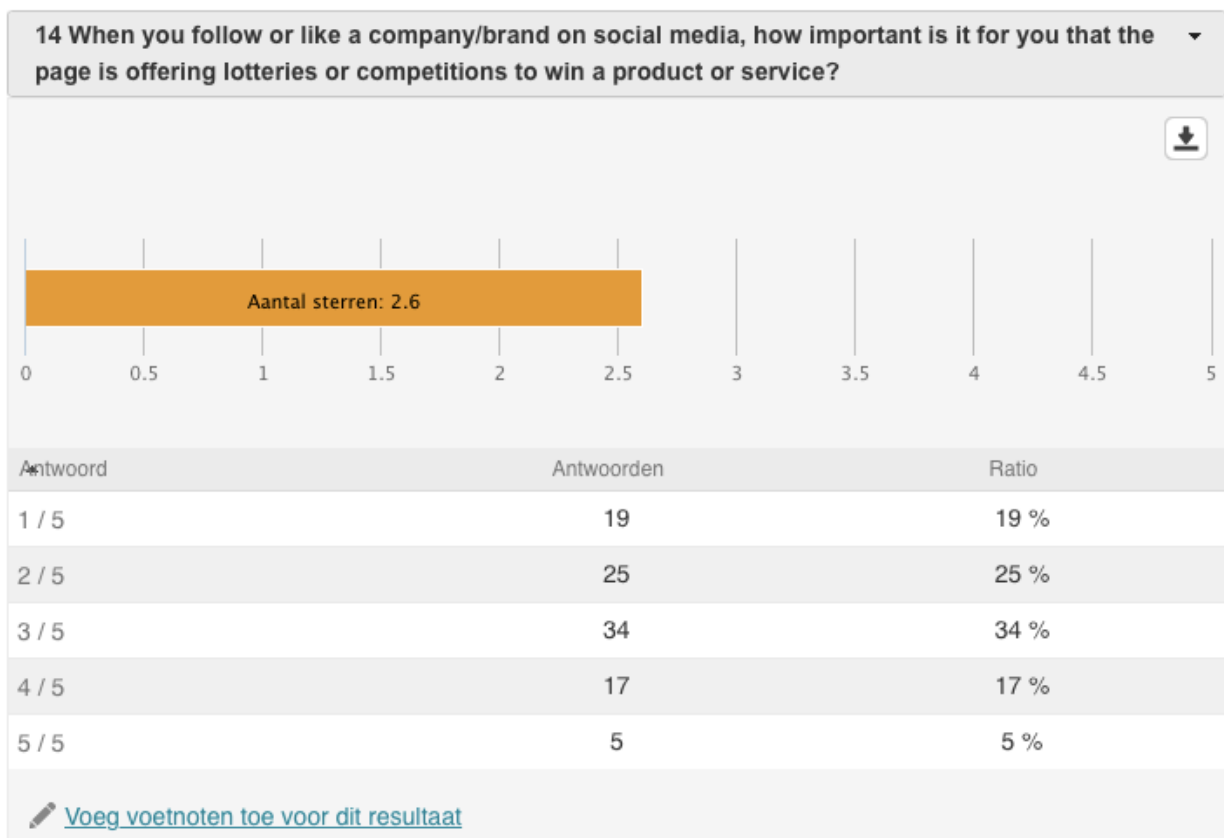 14 When you follow or like a company/brand on social media, how important is it for you that the
page is offering lotteries or competitions to win a product or service?
Aantal sterren: 2.6
0 0.5 1 1.5 2 2.5 3 3.5 4 4.5 5
Antwoord Antwoorden Ratio
1 / 5 19 19 %
2 / 5 25 25 %
3 / 5 34 34 %
4 / 5 17 17 %
5 / 5 5 5 %
Voeg voetnoten toe voor dit resultaat